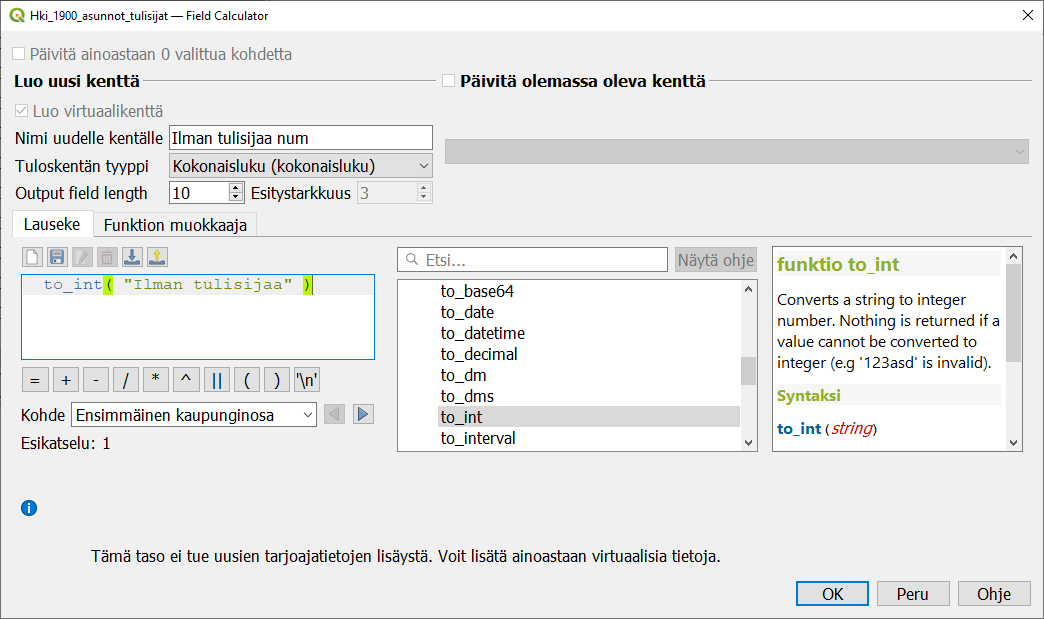 Hki_1900_asunnot_tulisijat — Field Calculator
Päivitä ainoastaan 0 valittua kohdetta
Luo uusi kenttä
Päivitä olemassa oleva kenttä
Luo virtuaalikenttä
Nimi uudelle kentälle Ilman tulisijaa num
Tuloskentän tyyppi Kokonaisluku (kokonaisluku)
Output field length 10 Esitystarkkuus 3
Lauseke Funktion muokkaaja
to_int( "Ilman tulisijaa" )
= + - / * ^ || ( ) '\n'
Kohde Ensimmäinen kaupunginosa
Esikatselu: 1
Etsi... Näytä ohje
to_base64
to_date
to_datetime
to_decimal
to_dm
to_dms
to_int
to_interval
funktio to_int
Converts a string to integer
number. Nothing is returned if a
value cannot be converted to
integer (e.g '123asd' is invalid).
Syntaksi
to_int (string)
Tämä taso ei tue uusien tarjoajatietojen lisäystä. Voit lisätä ainoastaan virtuaalisia tietoja.
OK Peru Ohje